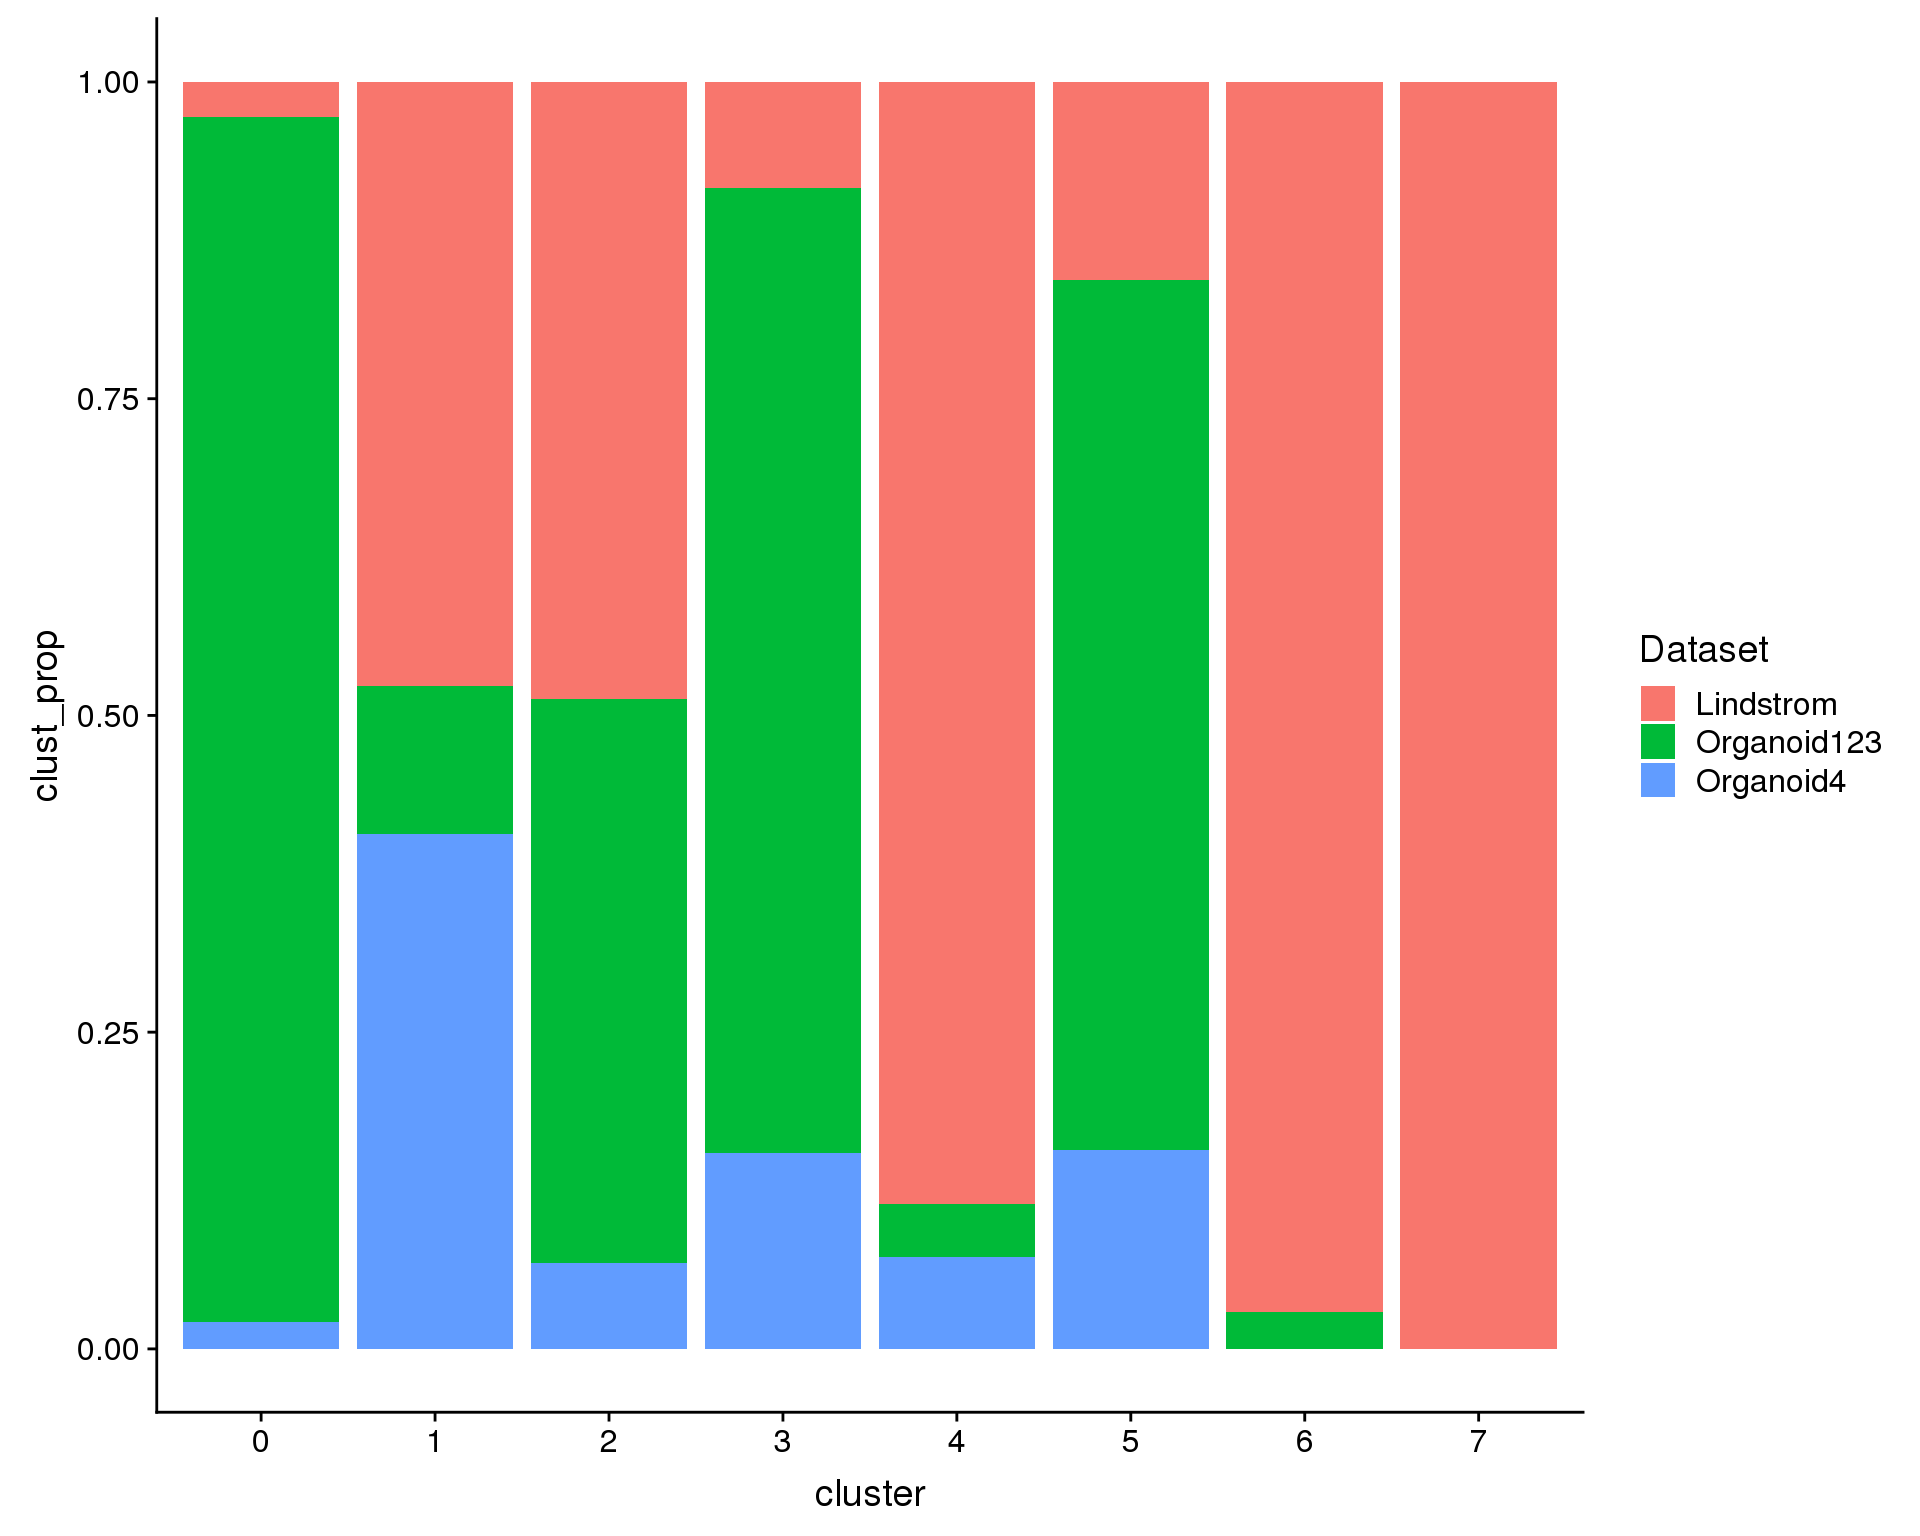 1.00
0.75
0.50
0.25
0.00
clust_prop
0 1 2 3 4 5 6 7
cluster
Dataset
Lindstrom
Organoid123
Organoid4